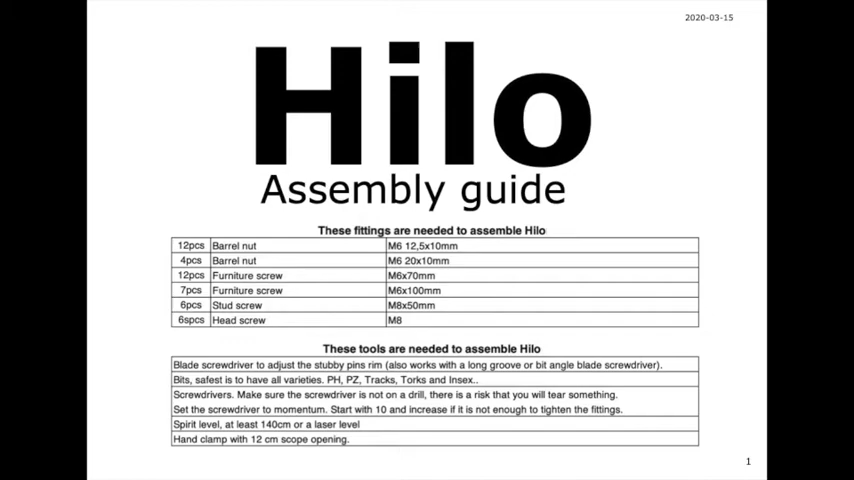 2020-03-15
Hilo
Assembly guide
These fittings are needed to assemble Hilo
12pcs Barrel nut M6 12,5x10mm
4pcs Barrel nut M6 20x10mm
12pcs Furniture screw M6x70mm
7pcs Furniture screw M6x100mm
6pcs Stud screw M8x50mm
6spcs Head screw M8
These tools are needed to assemble Hilo
Blade screwdriver to adjust the stubby pins rim (also works with a long groove or bit angle blade screwdriver).
Bits, safest is to have all varieties. PH, PZ, Tracks, Torks and Insex..
Screwdrivers. Make sure the screwdriver is not on a drill, there is a risk that you will tear something.
Set the screwdriver to momentum. Start with 10 and increase if it is not enough to tighten the fittings.
Spirit level, at least 140cm or a laser level
Hand clamp with 12 cm scope opening.
1